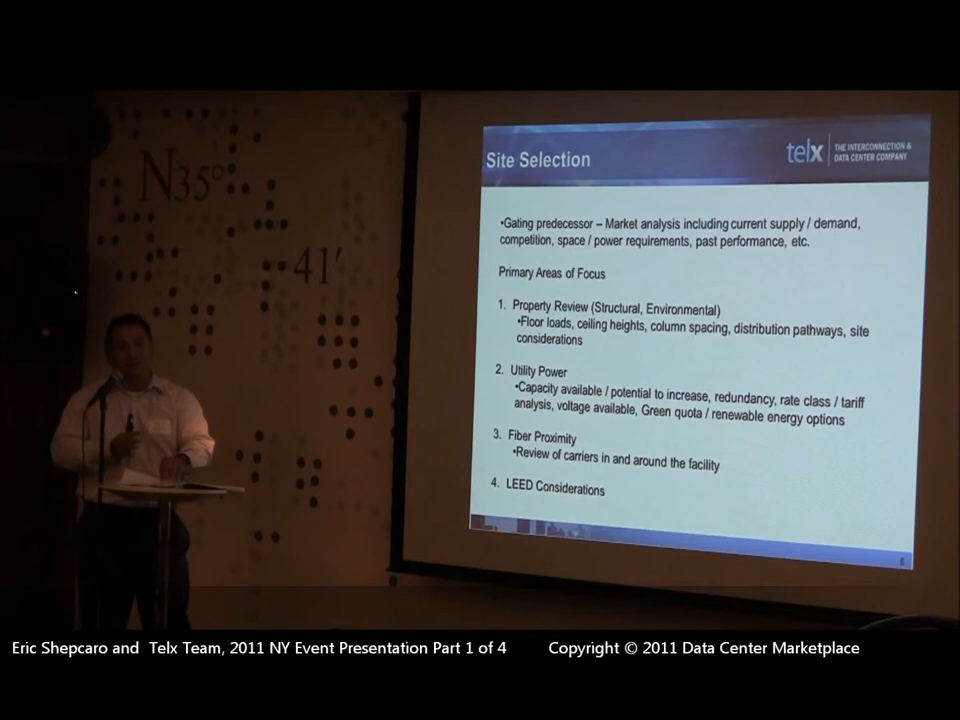 N35°
41'
Site Selection
telx
THE INTERCONNECTION &
DATA CENTER COMPANY
•Gating predecessor – Market analysis including current supply / demand,
competition, space / power requirements, past performance, etc.
Primary Areas of Focus
1. Property Review (Structural, Environmental)
•Floor loads, ceiling heights, column spacing, distribution pathways, site
considerations
2. Utility Power
•Capacity available / potential to increase, redundancy, rate class / tariff
analysis, voltage available, Green quota / renewable energy options
3. Fiber Proximity
•Review of carriers in and around the facility
4. LEED Considerations
6
Eric Shepcaro and  Telx Team, 2011 NY Event Presentation Part 1 of 4
Copyright © 2011 Data Center Marketplace